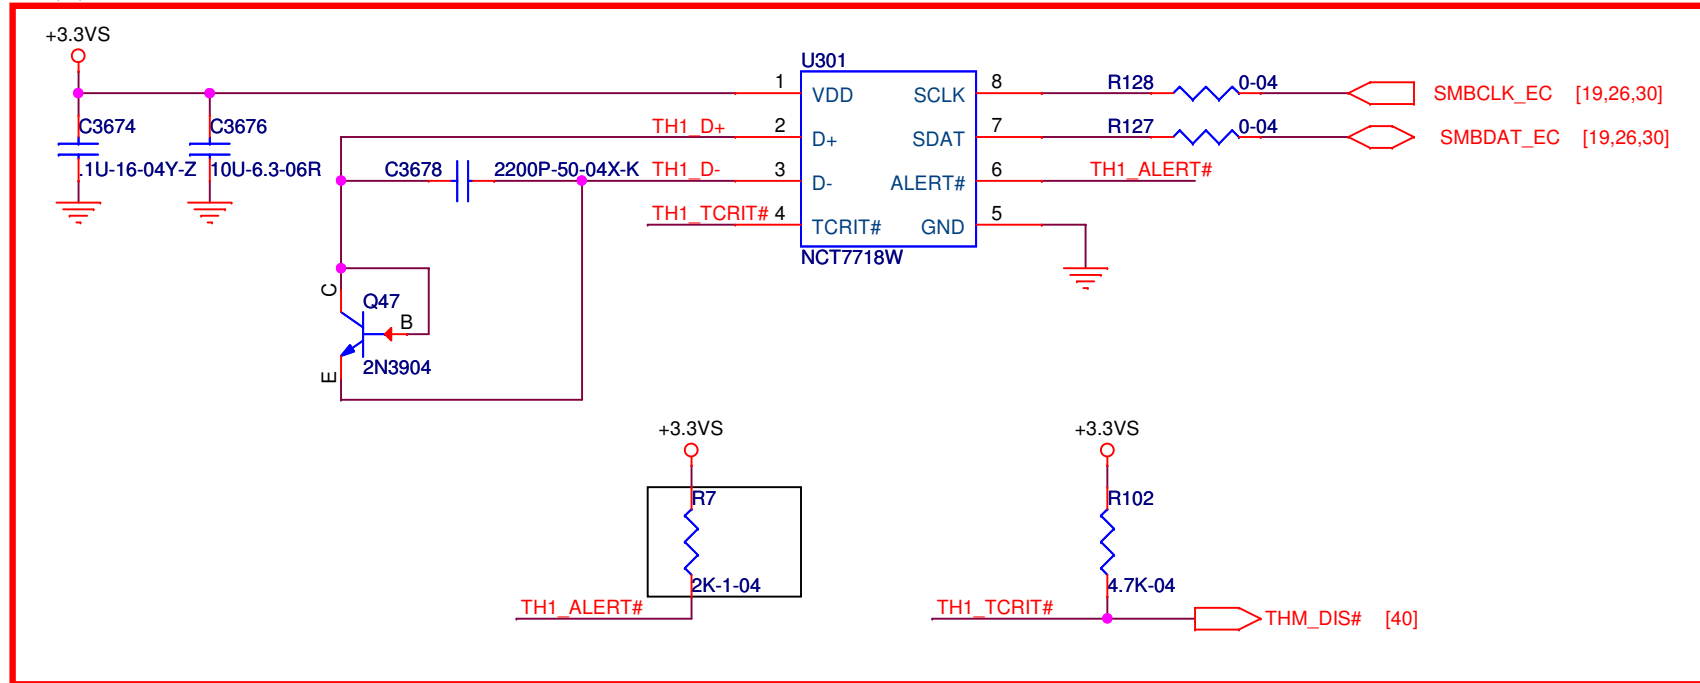 +3.3VS
U301
1 VDD SCLK 8 R128 0-04 SMBCLK_EC [19,26,30]
C3674 C3676 TH1_D+ 2 D+ SDAT 7 R127 0-04 SMBDAT_EC [19,26,30]
.1U-16-04Y-Z 10U-6.3-06R C3678 2200P-50-04X-K TH1_D- 3 D- ALERT# 6 TH1_ALERT#
TH1_TCRIT# 4 TCRIT# GND 5
NCT7718W
C
Q47
B
2N3904
E
+3.3VS +3.3VS
R7 R102
2K-1-04 4.7K-04
TH1_ALERT# TH1_TCRIT# THM_DIS# [40]